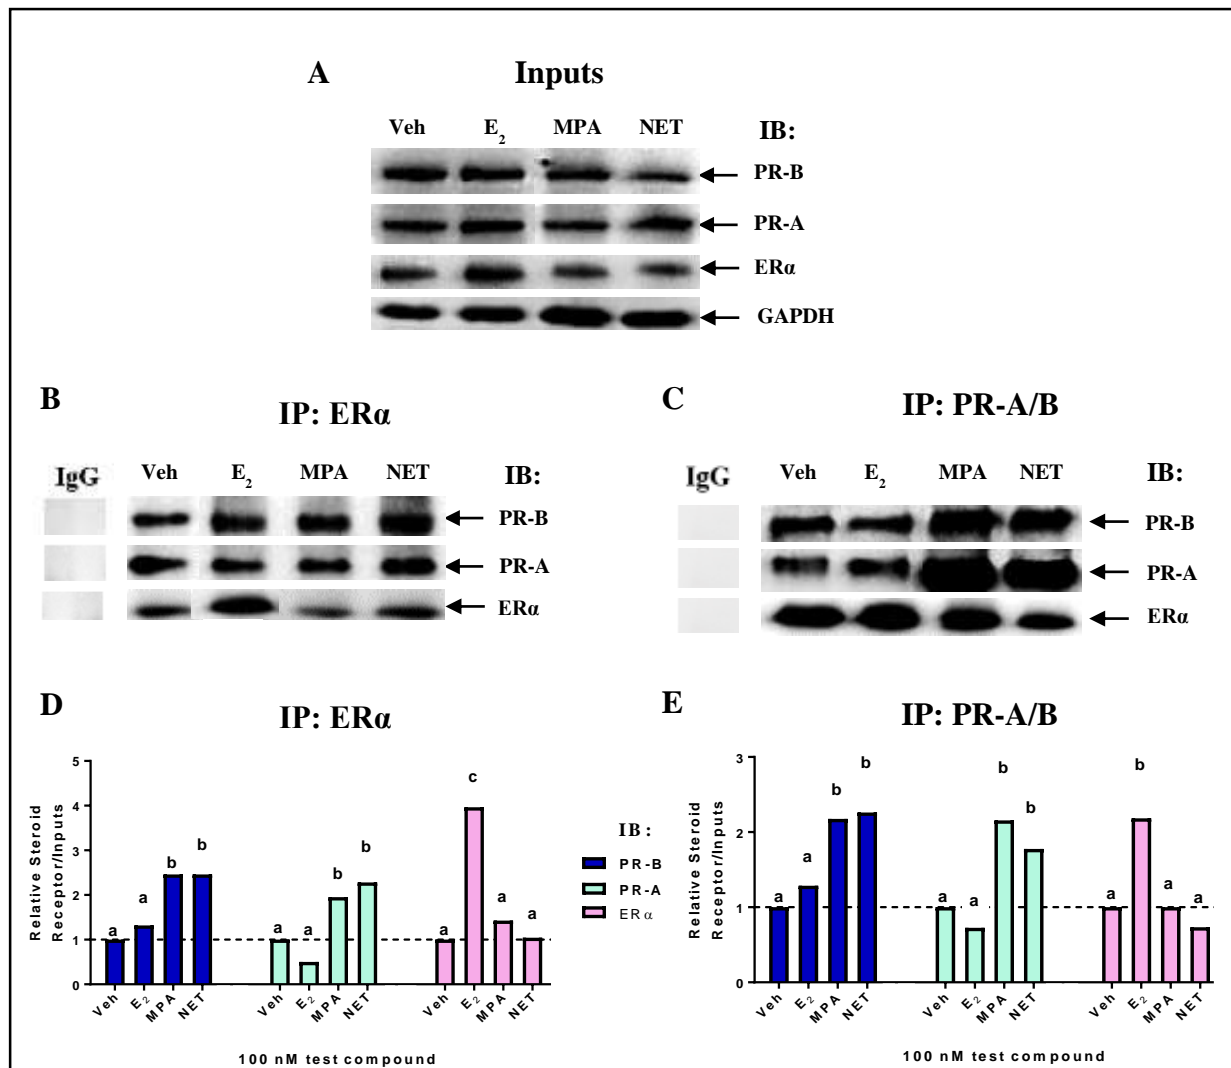 A
Inputs
Veh E₂ MPA NET IB:
PR-B
PR-A
ERα
GAPDH
B
IP: ERα
IgG Veh E₂ MPA NET IB:
PR-B
PR-A
ERα
C
IP: PR-A/B
IgG Veh E₂ MPA NET IB:
PR-B
PR-A
ERα
D
IP: ERα
Relative Steroid
Receptor/Inputs
5
4
3
2
1
0
a a b b a a b b a c a a
Veh E₂ MPA NET Veh E₂ MPA NET Veh E₂ MPA NET
100 nM test compound
IB:
PR-B
PR-A
ERα
E
IP: PR-A/B
Relative Steroid
Receptor/Inputs
3
2
1
0
a a b b a a b b a b a a
Veh E₂ MPA NET Veh E₂ MPA NET Veh E₂ MPA NET
100 nM test compound